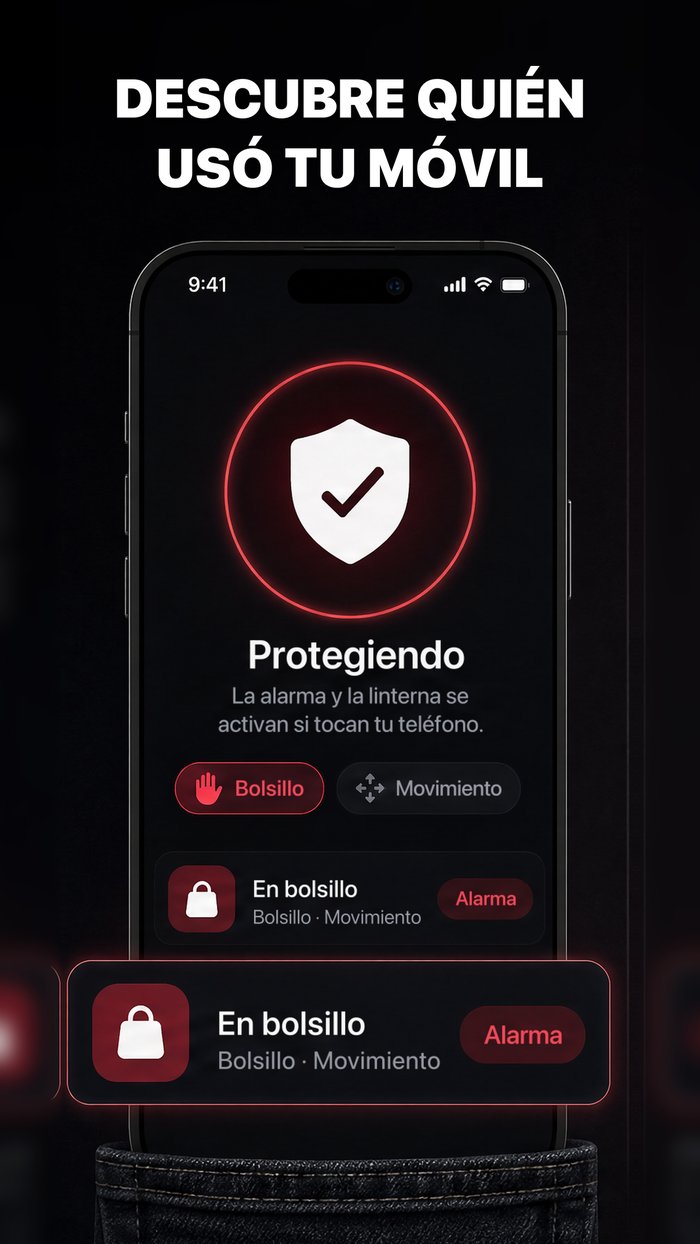 DESCUBRE QUIÉN
USÓ TU MÓVIL
9:41
Protegiendo
La alarma y la linterna se
activan si tocan tu teléfono.
Bolsillo
Movimiento
En bolsillo
Bolsillo · Movimiento
Alarma
En bolsillo
Bolsillo · Movimiento
Alarma